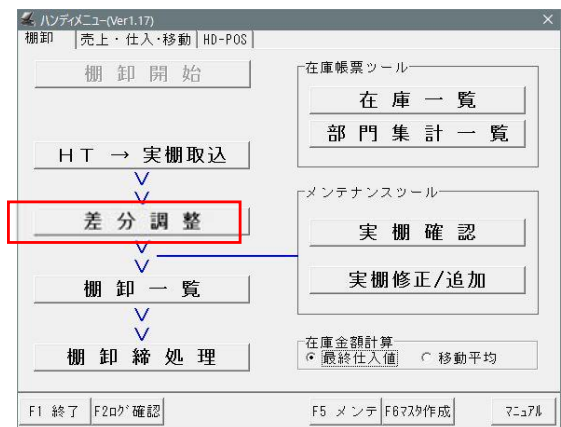 ハンディメニュー(Ver1.17)
棚卸 売上・仕入・移動 HD-POS
棚卸開始
HT → 実棚取込
差分調整
棚卸一覧
棚卸締処理
在庫帳票ツール
在庫一覧
部門集計一覧
メンテナンスツール
実棚確認
実棚修正/追加
在庫金額計算
最終仕入値 移動平均
F1 終了 F2ログ確認 F5 メンテ F6マスタ作成 マニュアル